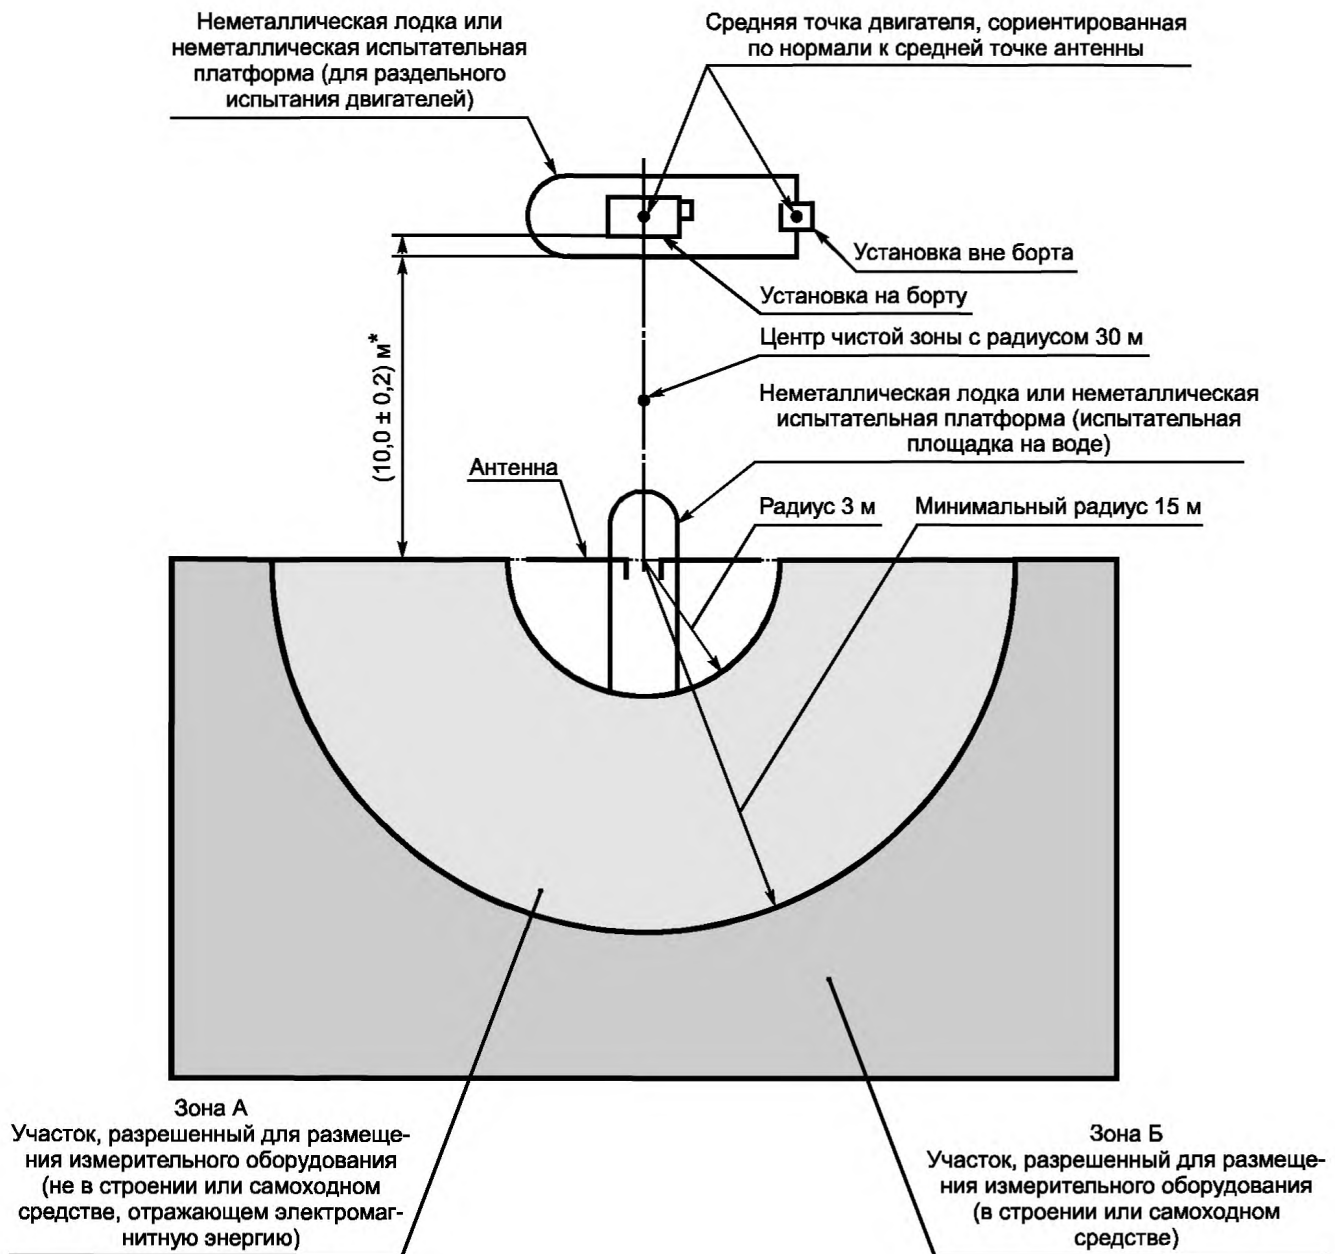 Неметаллическая лодка или
неметаллическая испытательная
платформа (для раздельного
испытания двигателей)
Средняя точка двигателя, сориентированная
по нормали к средней точке антенны
Установка вне борта
Установка на борту
(10,0 ± 0,2) м*
Центр чистой зоны с радиусом 30 м
Неметаллическая лодка или неметаллическая
испытательная платформа (испытательная
площадка на воде)
Антенна
Радиус 3 м
Минимальный радиус 15 м
Зона А
Участок, разрешенный для размеще-
ния измерительного оборудования
(не в строении или самоходном
средстве, отражающем электромаг-
нитную энергию)
Зона Б
Участок, разрешенный для размеще-
ния измерительного оборудования
(в строении или самоходном
средстве)